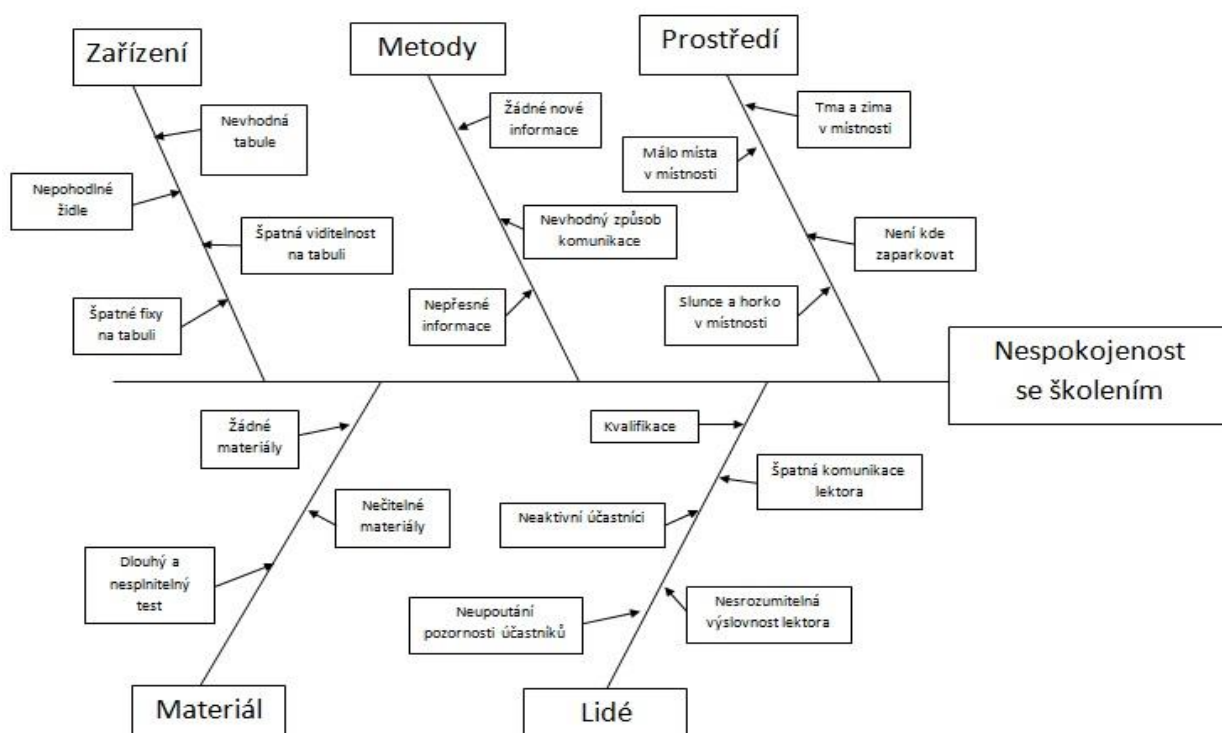 Zařízení
Metody
Prostředí
Nevhodná
tabule
Nepohodlné
židle
Špatná viditelnost
na tabuli
Špatné fixy
na tabuli
Žádné nové
informace
Nevhodný způsob
komunikace
Nepřesné
informace
Tma a zima
v místnosti
Málo místa
v místnosti
Není kde
zaparkovat
Slunce a horko
v místnosti
Nespokojenost
se školením
Žádné
materiály
Nečitelné
materiály
Dlouhý a
nesplnitelný
test
Kvalifikace
Špatná komunikace
lektora
Neaktivní účastníci
Neupoutání
pozornosti účastníků
Nesrozumitelná
výslovnost lektora
Materiál
Lidé